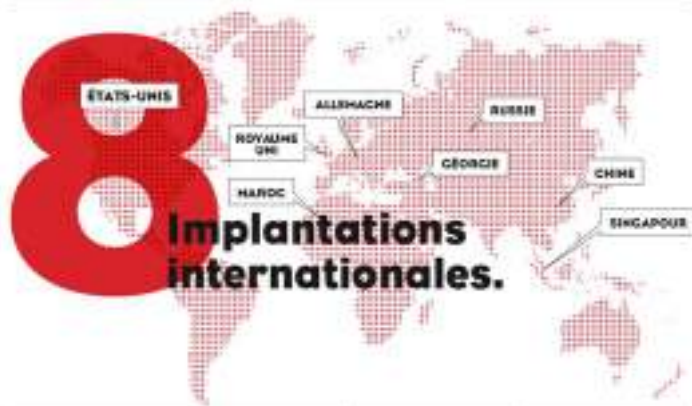 8
ÉTATS-UNIS
ALLEMAGNE
RUSSIE
ROYAUME
UNI
GÉORGIE
MAROC
CHINE
SINGAPOUR
Implantations
internationales.